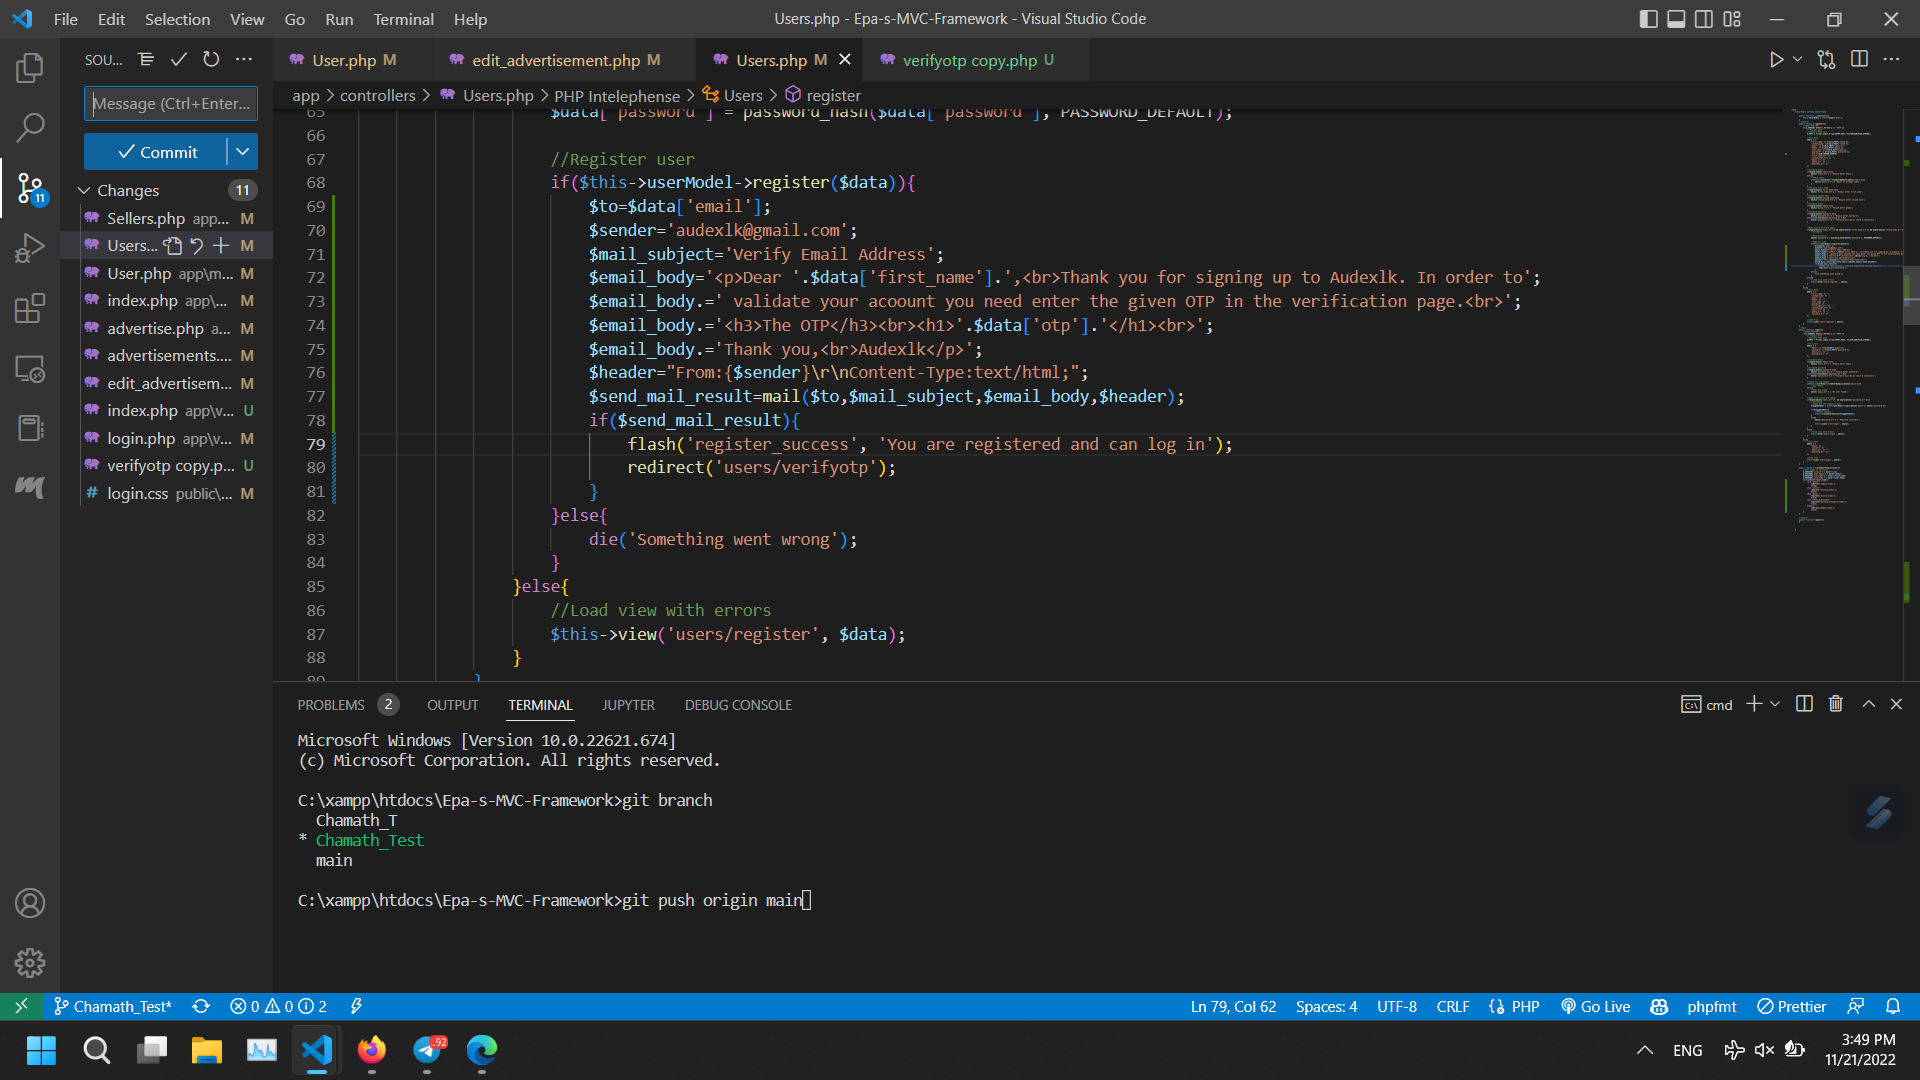 File Edit Selection View Go Run Terminal Help
Users.php - Epa-s-MVC-Framework - Visual Studio Code
SOU...
User.php M
edit_advertisement.php M
Users.php M
verifyotp copy.php U
app > controllers > Users.php > PHP Intelephense > Users > register
Message (Ctrl+Enter...
Commit
Changes 11
11
Sellers.php app... M
Users... M
User.php app\m... M
index.php app\... M
advertise.php a... M
advertisements.... M
edit_advertisem... M
index.php app\v... U
login.php app\v... M
verifyotp copy.p... U
login.css public\... M
65 $data['password'] = password_hash($data['password'], PASSWORD_DEFAULT);
66
67 //Register user
68 if($this->userModel->register($data)){
69 $to=$data['email'];
70 $sender='audexlk@gmail.com';
71 $mail_subject='Verify Email Address';
72 $email_body='<p>Dear '.$data['first_name'].',<br>Thank you for signing up to Audexlk. In order to';
73 $email_body.=' validate your acoount you need enter the given OTP in the verification page.<br>';
74 $email_body.='<h3>The OTP</h3><br><h1>'.$data['otp'].'</h1><br>';
75 $email_body.='Thank you,<br>Audexlk</p>';
76 $header="From:{$sender}\r\nContent-Type:text/html;";
77 $send_mail_result=mail($to,$mail_subject,$email_body,$header);
78 if($send_mail_result){
79 flash('register_success', 'You are registered and can log in');
80 redirect('users/verifyotp');
81 }
82 }else{
83 die('Something went wrong');
84 }
85 }else{
86 //Load view with errors
87 $this->view('users/register', $data);
88 }
89 }
PROBLEMS 2 OUTPUT TERMINAL JUPYTER DEBUG CONSOLE
cmd
Microsoft Windows [Version 10.0.22621.674]
(c) Microsoft Corporation. All rights reserved.
C:\xampp\htdocs\Epa-s-MVC-Framework>git branch
Chamath_T
* Chamath_Test
main
C:\xampp\htdocs\Epa-s-MVC-Framework>git push origin main
Chamath_Test* 0 0 2
Ln 79, Col 62 Spaces: 4 UTF-8 CRLF PHP Go Live phpfmt Prettier
92
ENG
3:49 PM
11/21/2022